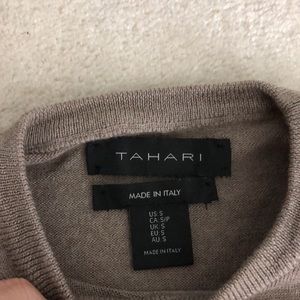 TAHARI
MADE IN ITALY
US: S
CA: S/P
UK: S
EU: S
AU: S
MADE IN ITALY